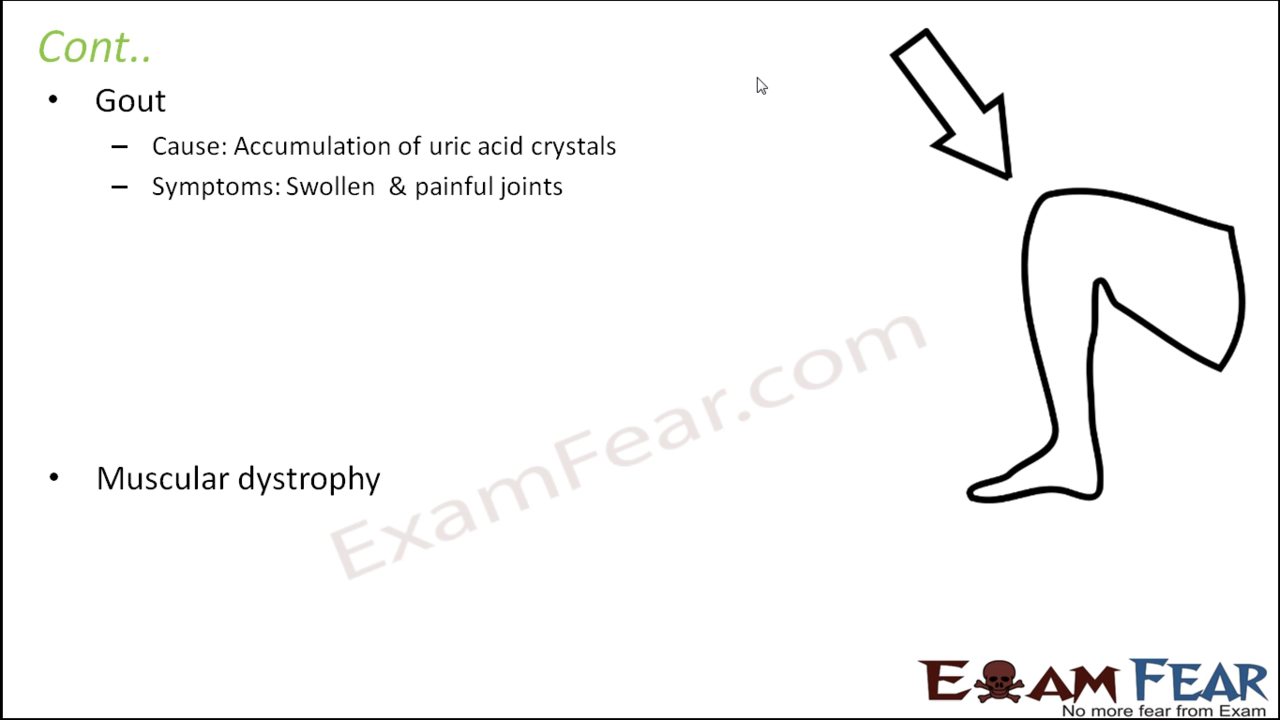 Cont..
• Gout
– Cause: Accumulation of uric acid crystals
– Symptoms: Swollen & painful joints
• Muscular dystrophy
ExamFear.com
EXAM FEAR
No more fear from Exam